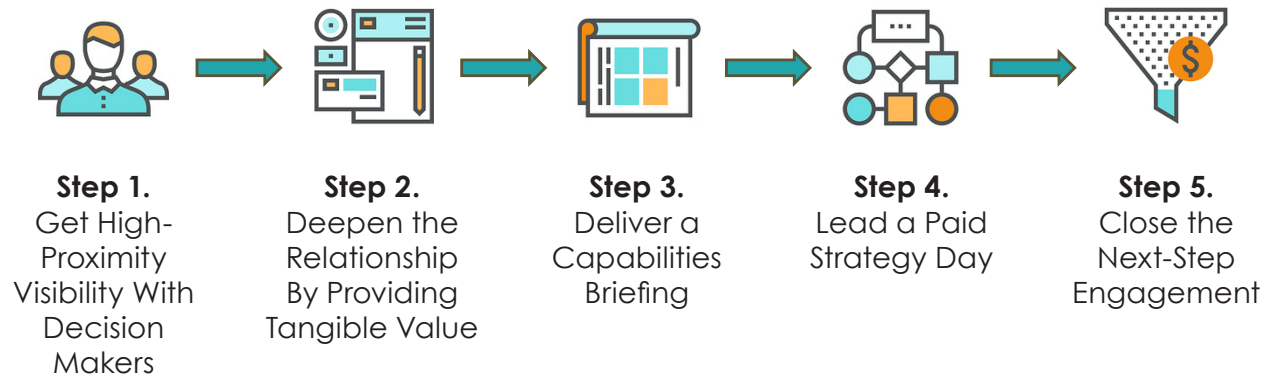 Step 1.
Get High-
Proximity
Visibility With
Decision
Makers
Step 2.
Deepen the
Relationship
By Providing
Tangible Value
Step 3.
Deliver a
Capabilities
Briefing
Step 4.
Lead a Paid
Strategy Day
Step 5.
Close the
Next-Step
Engagement
$